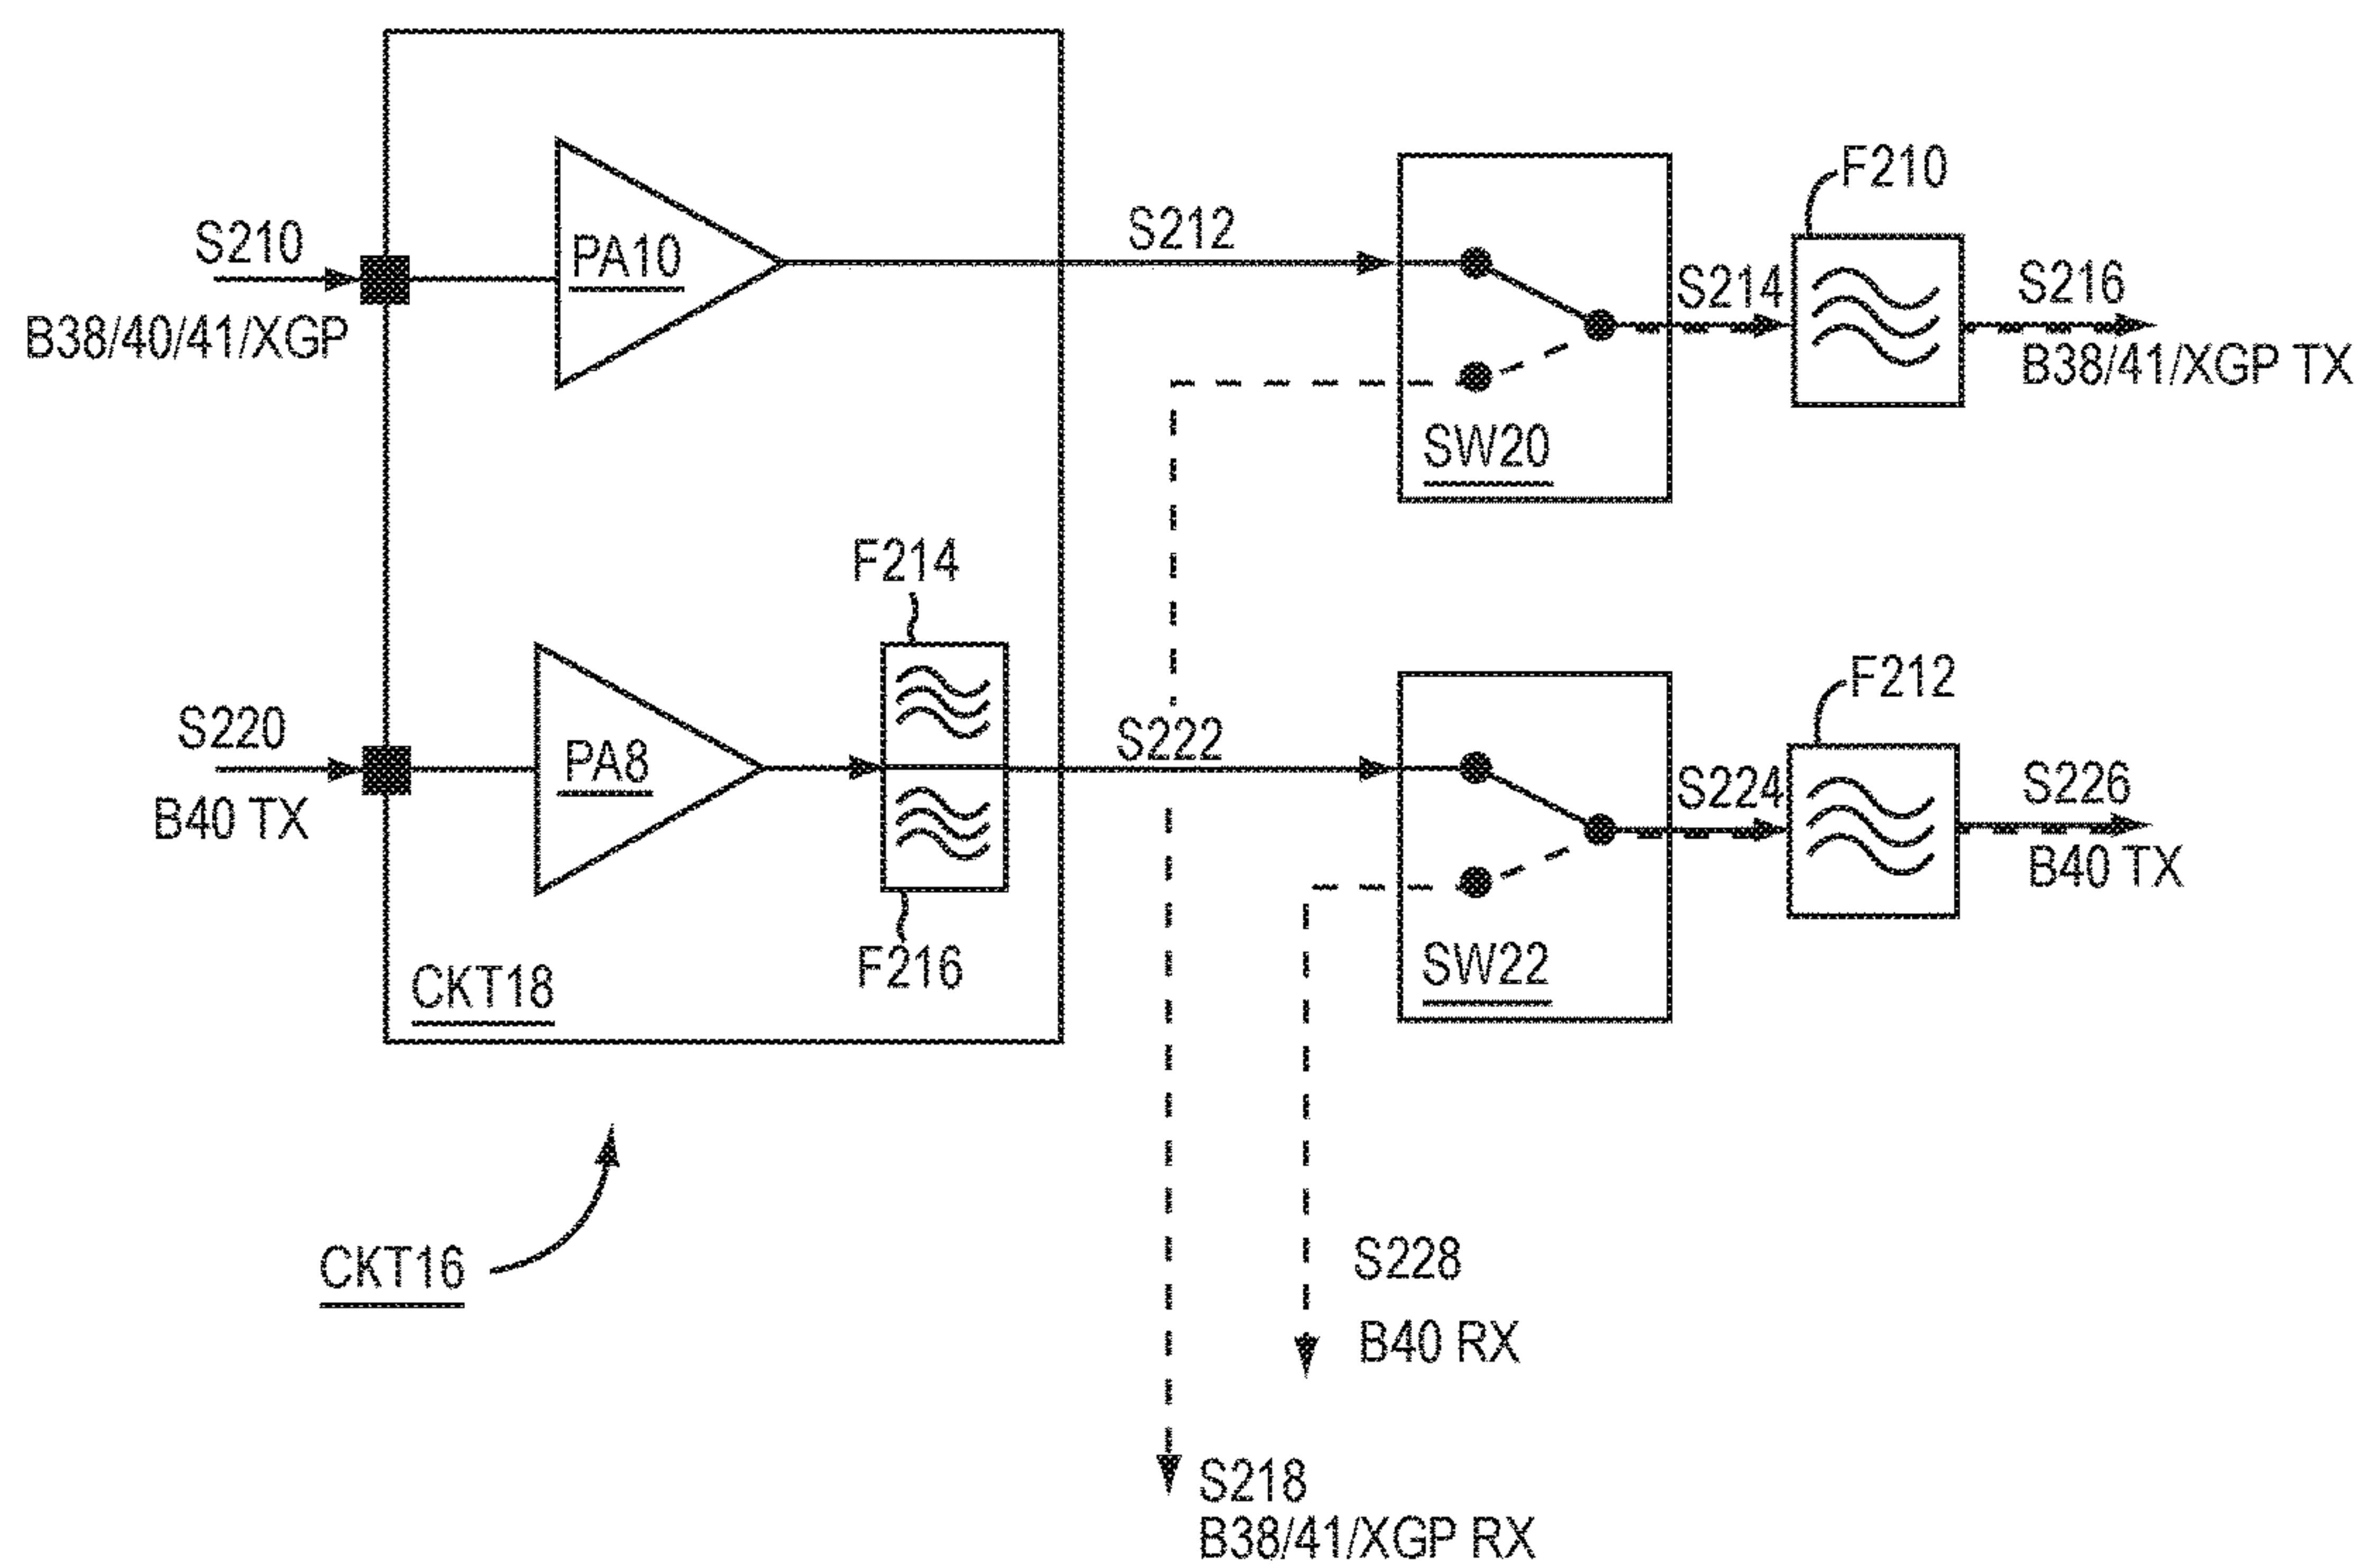 F210
S210
PA10
S212
S214
S216
B38/40/41/XGP
B38/41/XGP TX
SW20
F214
S220
PA8
S222
F212
S224
S226
B40 TX
B40 TX
F216
CKT18
SW22
CKT16
S228
B40 RX
S218
B38/41/XGP RX